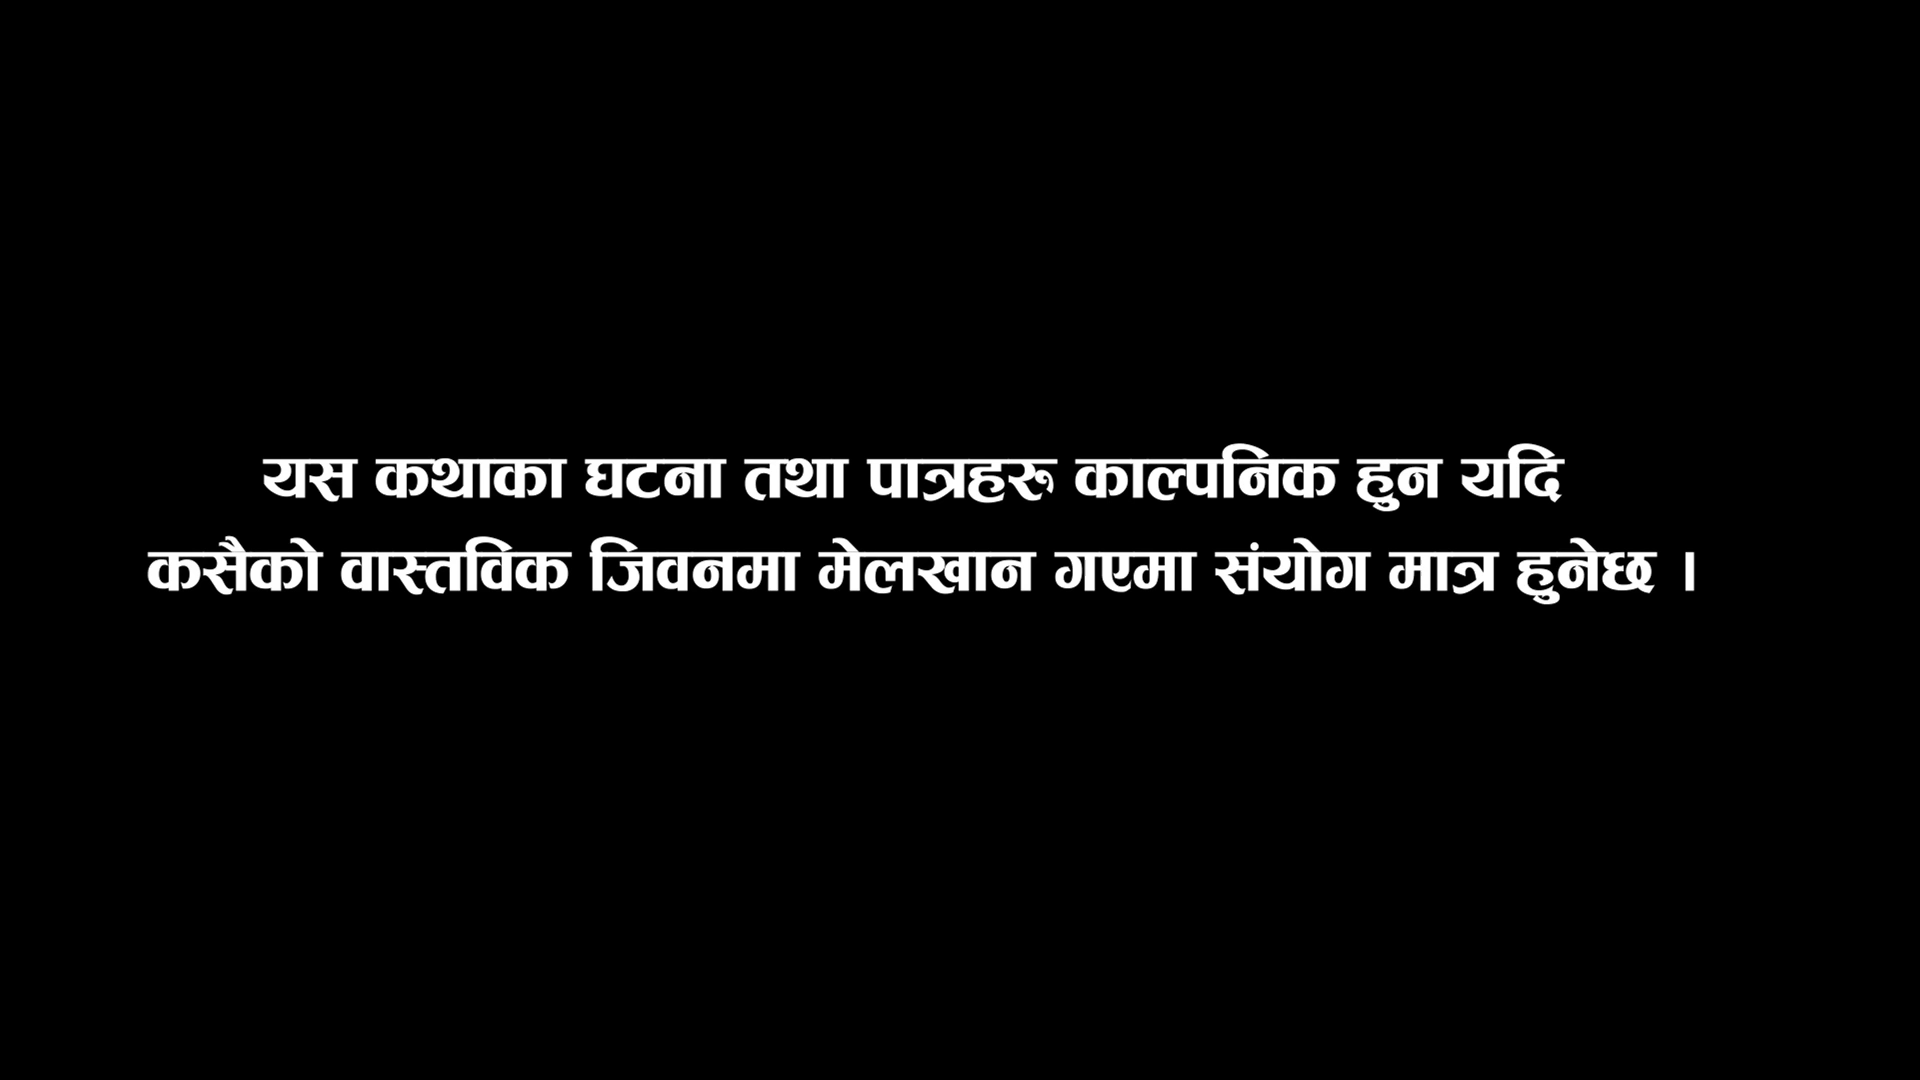 यस कथाका घटना तथा पात्रहरु काल्पनिक हुन यदि
कसैको वास्तविक जिवनमा मेलखान गएमा संयोग मात्र हुनेछ ।